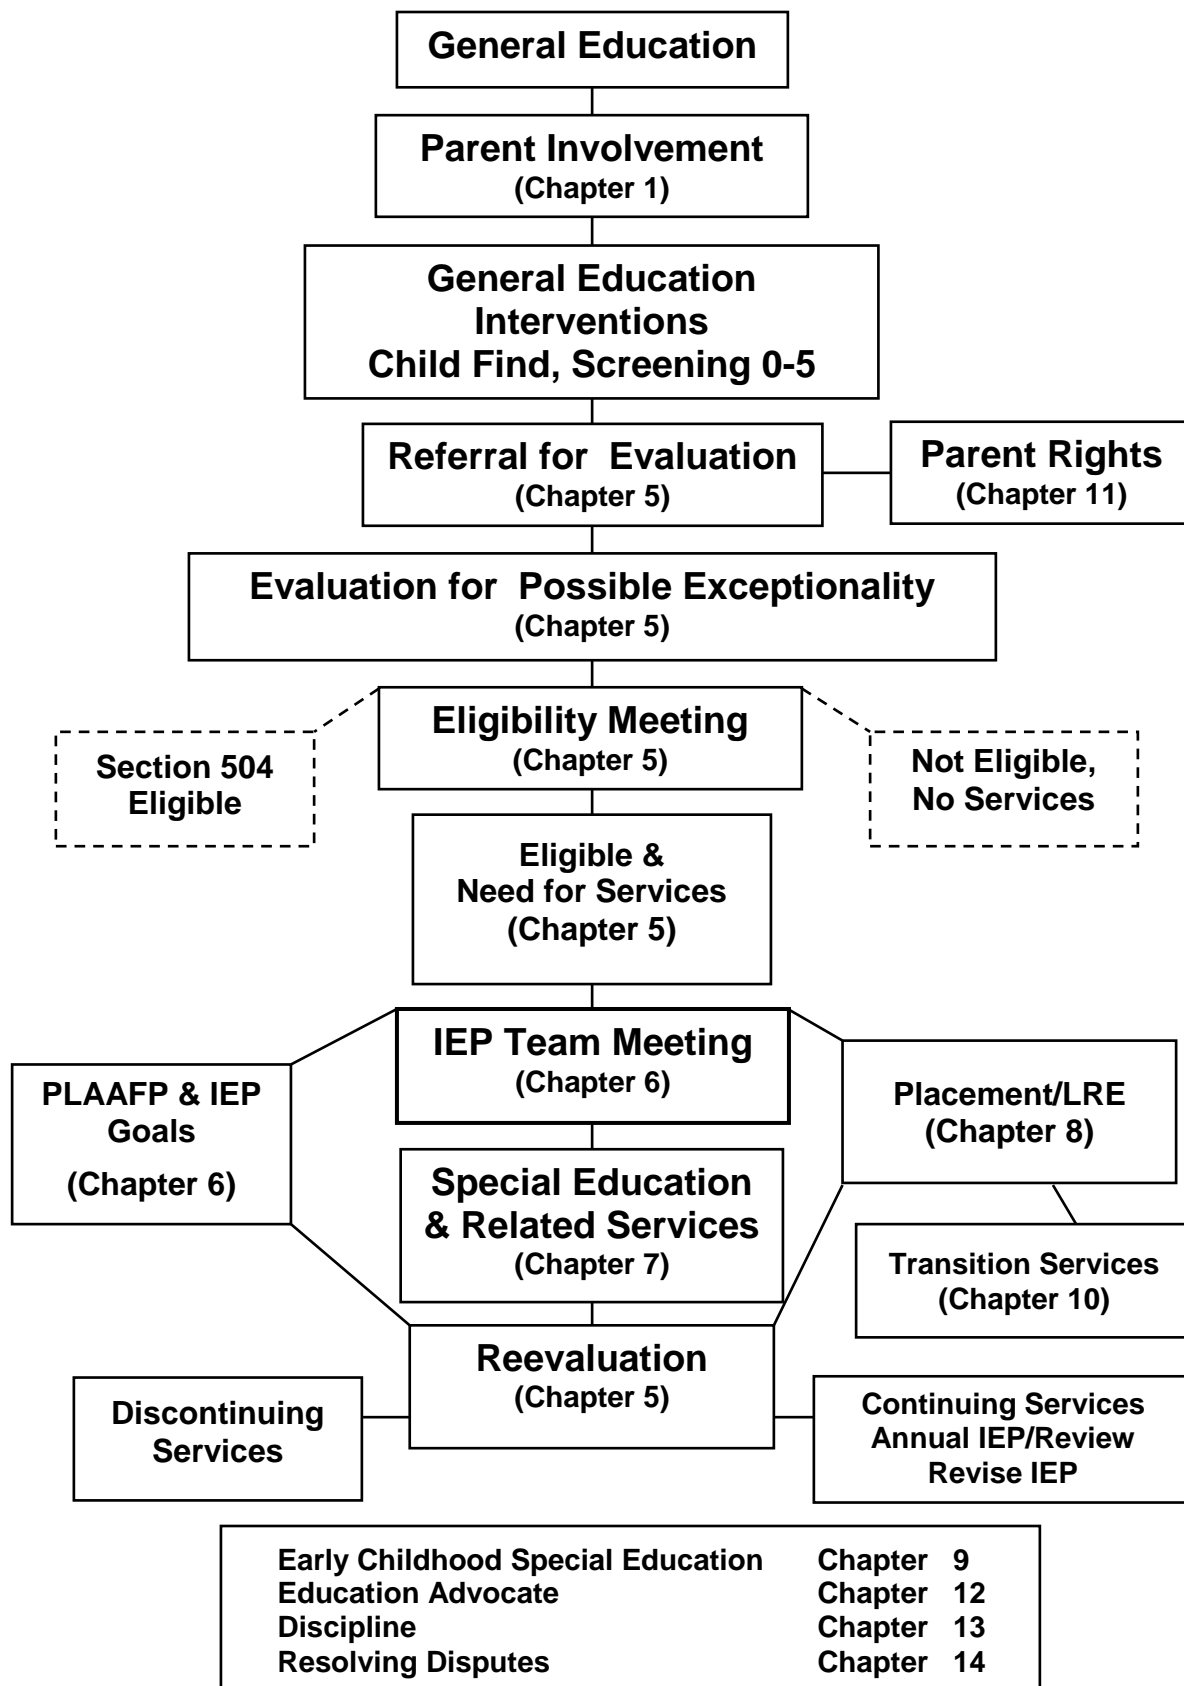 General Education
Parent Involvement
(Chapter 1)
General Education
Interventions
Child Find, Screening 0-5
Referral for  Evaluation
(Chapter 5)
Parent Rights
(Chapter 11)
Evaluation for  Possible Exceptionality
(Chapter 5)
Eligibility Meeting
(Chapter 5)
Section 504
Eligible
Not Eligible,
No Services
Eligible &
Need for Services
(Chapter 5)
IEP Team Meeting
(Chapter 6)
PLAAFP & IEP
Goals
(Chapter 6)
Placement/LRE
(Chapter 8)
Special Education
& Related Services
(Chapter 7)
Transition Services
(Chapter 10)
Reevaluation
(Chapter 5)
Discontinuing
Services
Continuing Services
Annual IEP/Review
Revise IEP
Early Childhood Special Education Chapter 9
Education Advocate Chapter 12
Discipline Chapter 13
Resolving Disputes Chapter 14